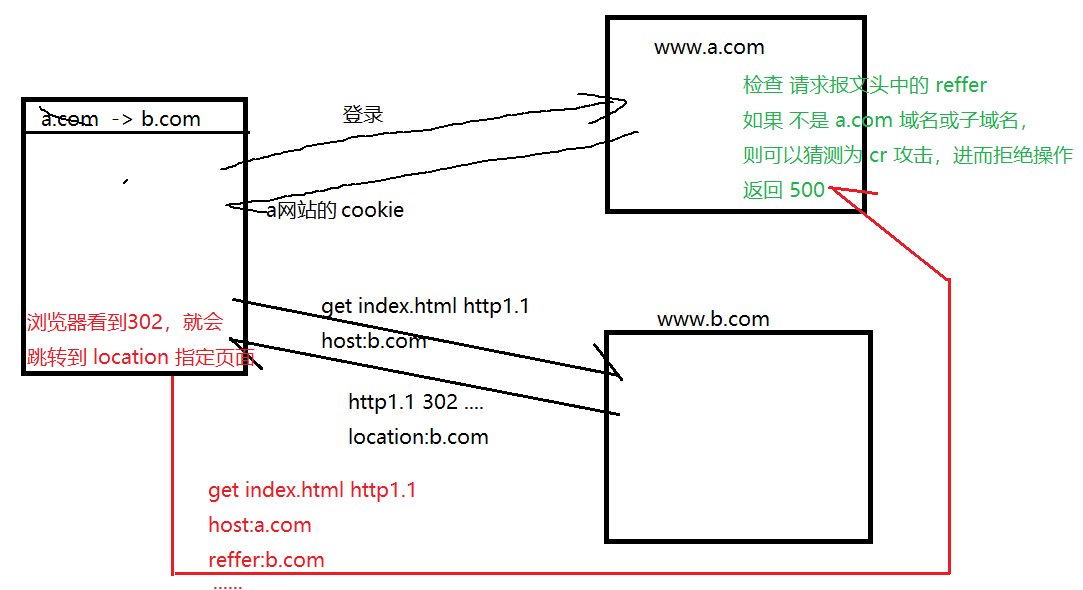 www.a.com
检查 请求报文头中的 reffer
如果 不是 a.com 域名或子域名，
则可以猜测为 cr 攻击，进而拒绝操作
返回 500
a.com -> b.com
登录
a网站的 cookie
浏览器看到302，就会
跳转到 location 指定页面
get index.html http1.1
host:b.com
www.b.com
http1.1 302 ....
location:b.com
get index.html http1.1
host:a.com
reffer:b.com
······